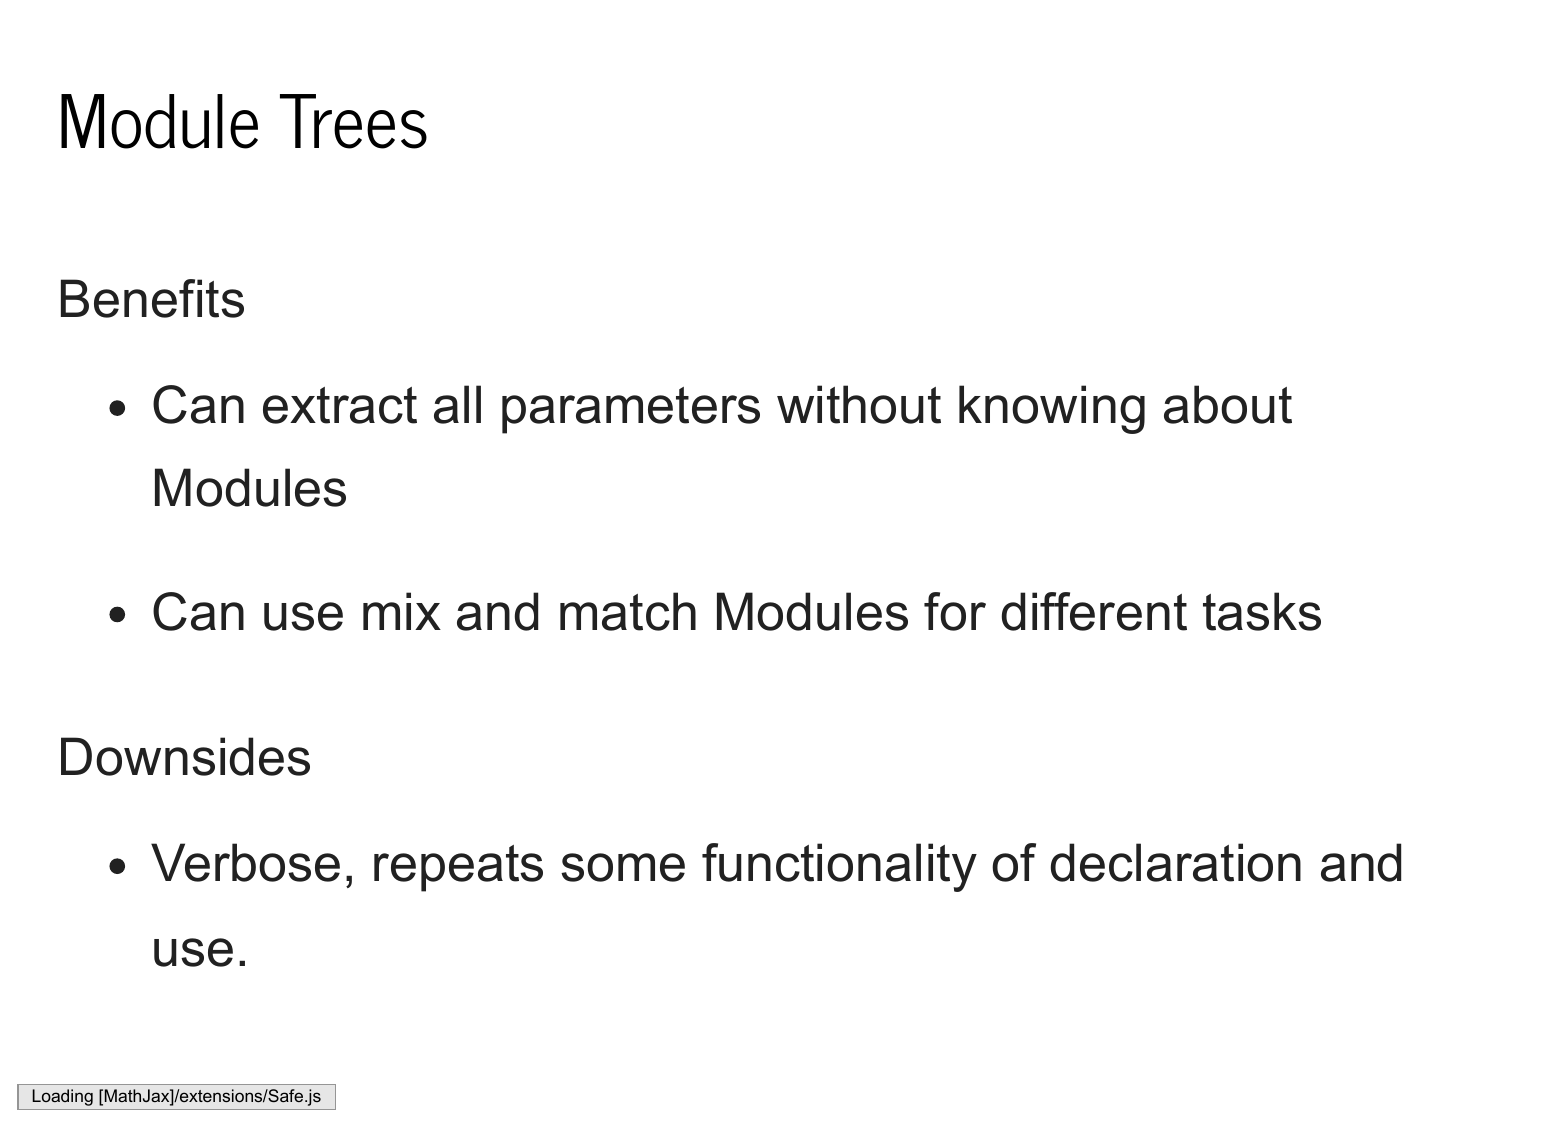 Module Trees
Benefits
• Can extract all parameters without knowing about
Modules
• Can use mix and match Modules for different tasks
Downsides
• Verbose, repeats some functionality of declaration and
use.
Loading [MathJax]/extensions/Safe.js